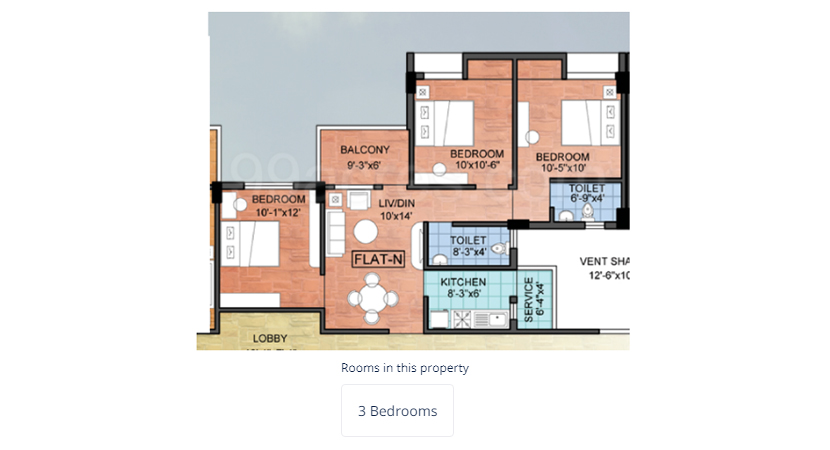 BALCONY
9'-3"x6'
BEDROOM
10'x10'-6"
BEDROOM
10'-5"x10'
TOILET
6'-9"x4'
BEDROOM
10'-1"x12'
LIV/DIN
10'x14'
TOILET
8'-3"x4'
FLAT-N
VENT SHA
12'-6"x10
KITCHEN
8'-3"x6'
SERVICE
6'-4"x4'
LOBBY
Rooms in this property
3 Bedrooms